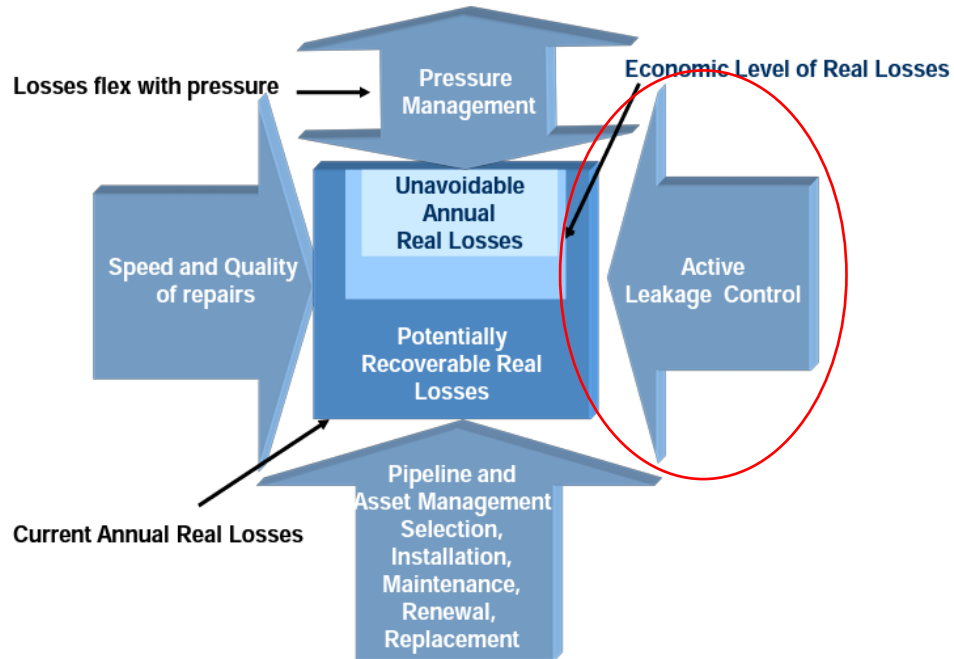 Pressure
Management
Losses flex with pressure
Economic Level of Real Losses
Unavoidable
Annual
Real Losses
Speed and Quality
of repairs
Active
Leakage Control
Potentially
Recoverable Real
Losses
Pipeline and
Asset Management
Selection,
Installation,
Maintenance,
Renewal,
Replacement
Current Annual Real Losses